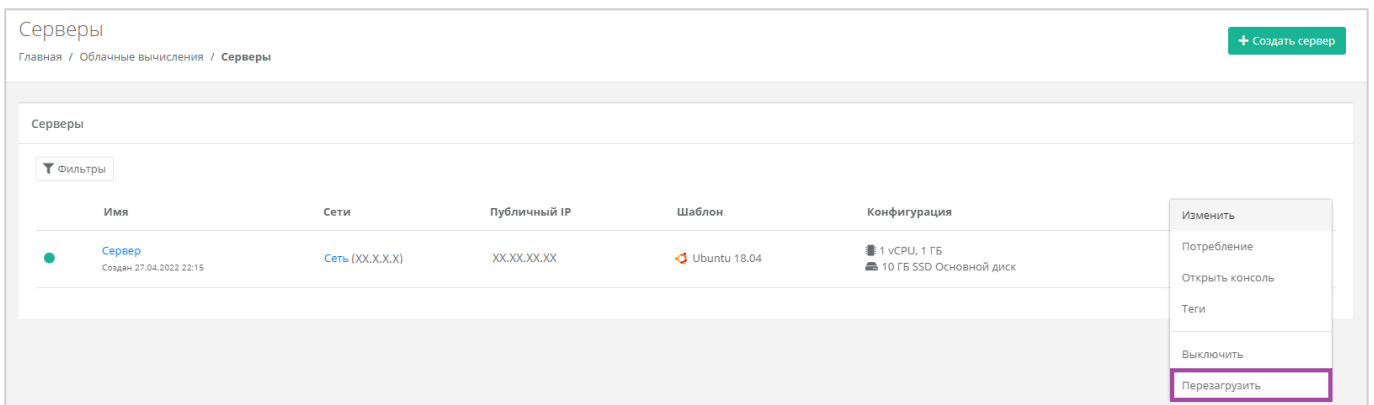 Серверы
Главная / Облачные вычисления / Серверы
+ Создать сервер
Серверы
Фильтры
Имя Сети Публичный IP Шаблон Конфигурация
Сервер Сеть (XX.X.X.X) XX.XX.XX.XX Ubuntu 18.04 1 vCPU, 1 ГБ
Создан 27.04.2022 22:15 10 ГБ SSD Основной диск
Изменить
Потребление
Открыть консоль
Теги
Выключить
Перезагрузить